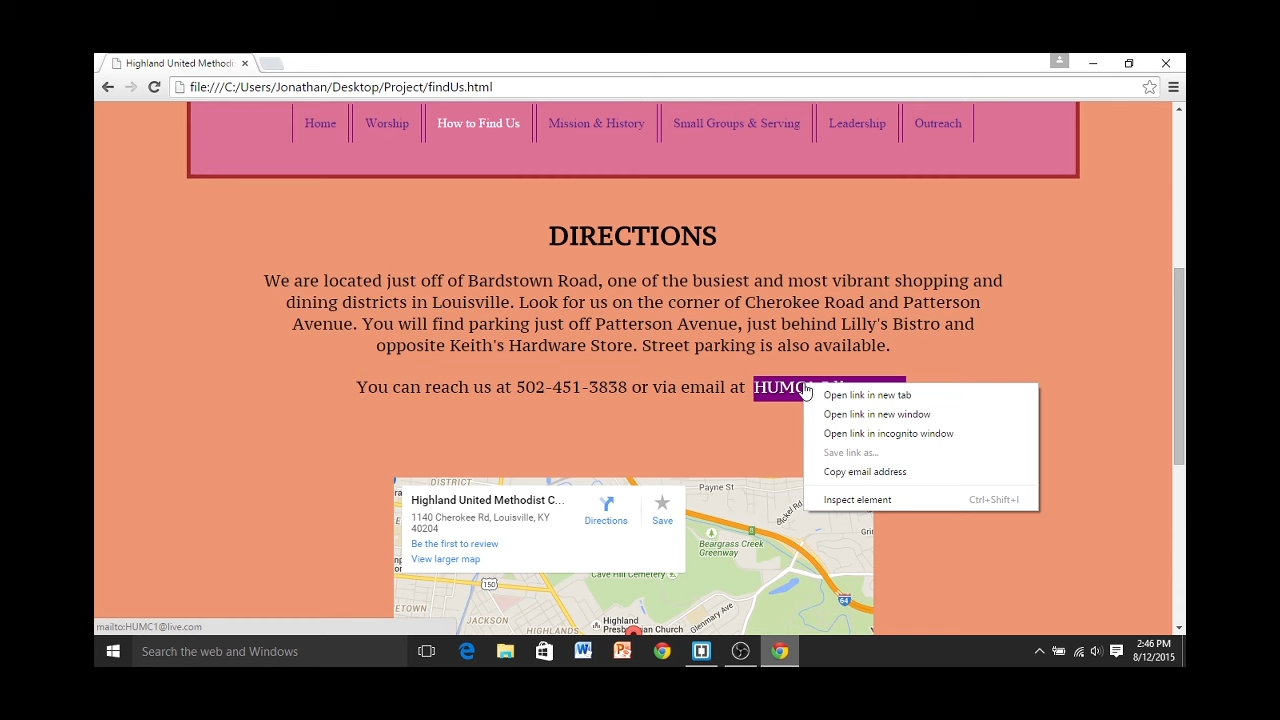 Highland United Methodis
file:///C:/Users/Jonathan/Desktop/Project/findUs.html
Home Worship How to Find Us Mission & History Small Groups & Serving Leadership Outreach
DIRECTIONS
We are located just off of Bardstown Road, one of the busiest and most vibrant shopping and
dining districts in Louisville. Look for us on the corner of Cherokee Road and Patterson
Avenue. You will find parking just off Patterson Avenue, just behind Lilly's Bistro and
opposite Keith's Hardware Store. Street parking is also available.
You can reach us at 502-451-3838 or via email at
Open link in new tab
Open link in new window
Open link in incognito window
Save link as...
Copy email address
Inspect element Ctrl+Shift+I
DISTRICT
Highland United Methodist C...
1140 Cherokee Rd, Louisville, KY
40204
Be the first to review
View larger map
Directions
Save
Payne St
Bickel Rd
Beargrass Creek
Greenway
Cave Hill Cemetery
150
64
Glenmary Ave
JACKSON
HIGHLANDS
Highland
Presbyterian Church
mailto:HUMC1@live.com
Search the web and Windows
2:46 PM
8/12/2015